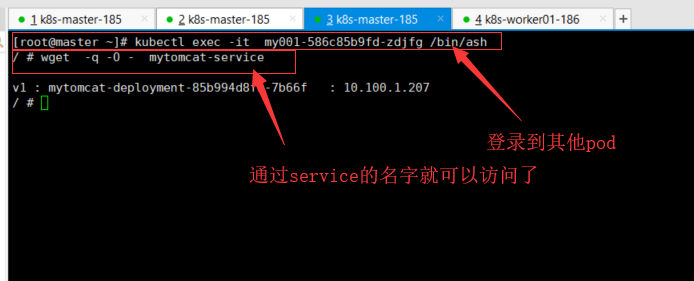 1 k8s-master-185 × 2 k8s-master-185 × 3 k8s-master-185 × 4 k8s-worker01-186 × +
[root@master ~]# kubectl exec -it  my001-586c85b9fd-zdjfg /bin/ash
/ # wget  -q -O -  mytomcat-service
v1 : mytomcat-deployment-85b994d8f -7b66f   : 10.100.1.207
/ #
登录到其他pod
通过service的名字就可以访问了